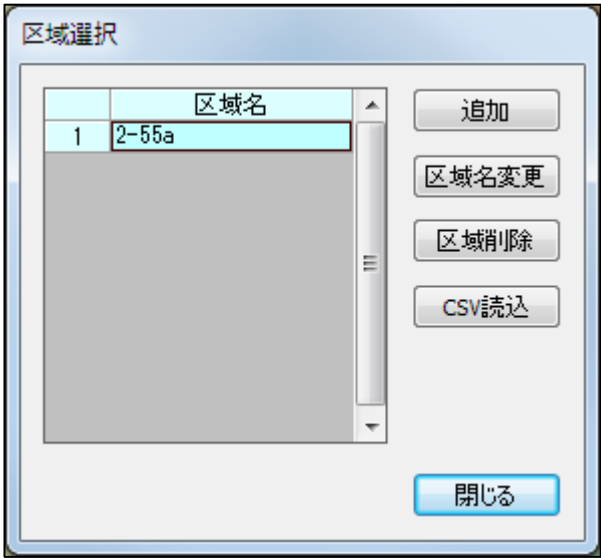 区域選択
区域名
1 2-55a
追加
区域名変更
区域削除
CSV読込
閉じる